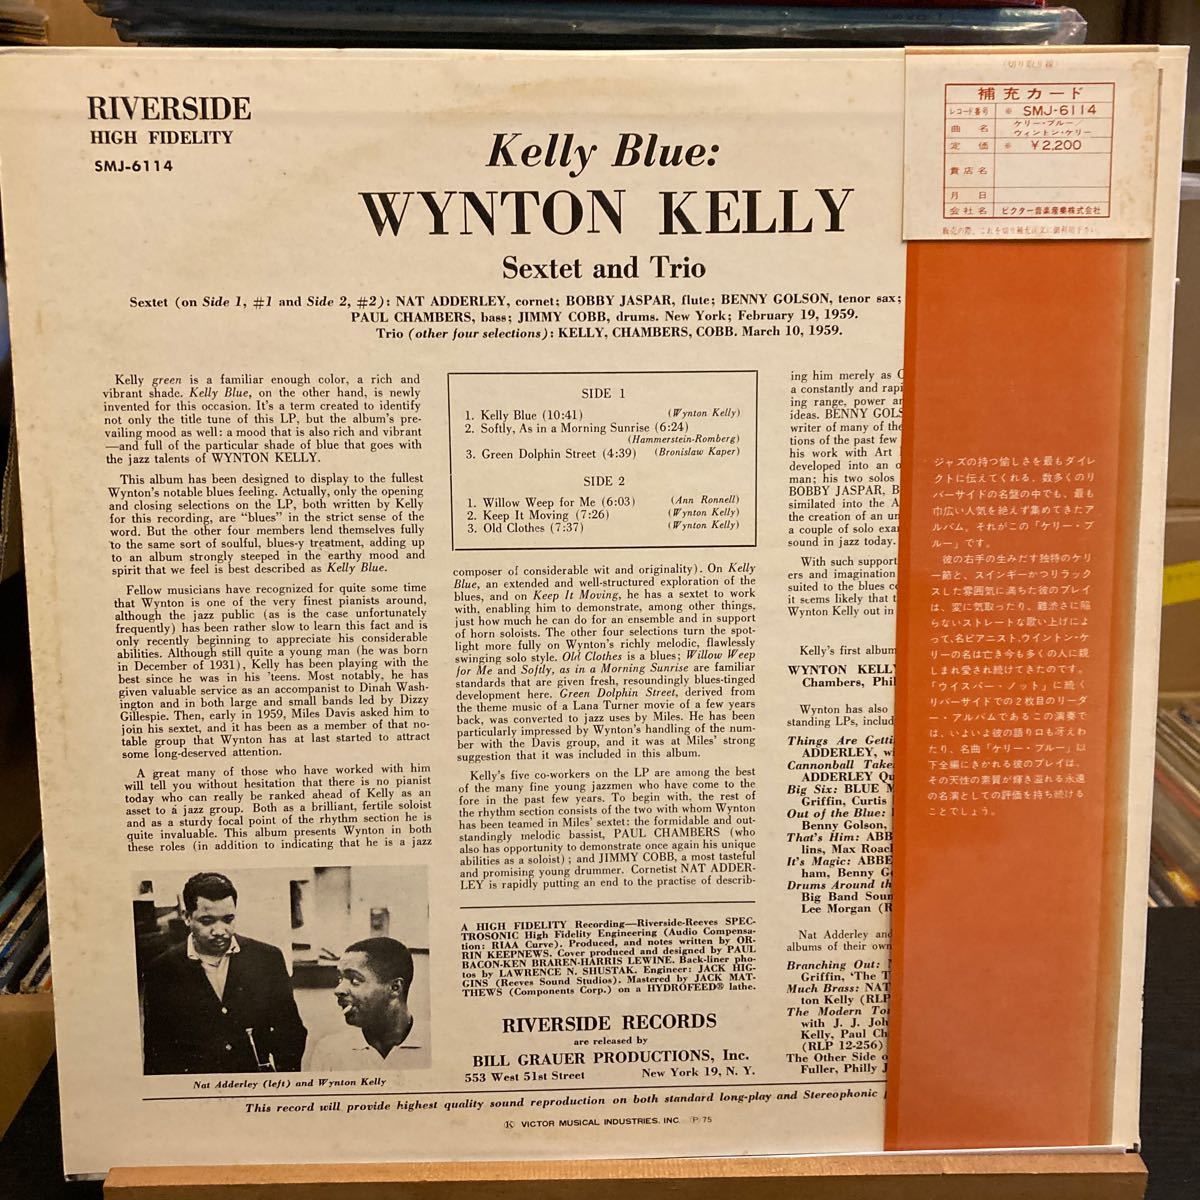 RIVERSIDE
HIGH FIDELITY
SMJ-6114
Kelly Blue:
WYNTON KELLY
Sextet and Trio
Sextet (on Side 1, #1 and Side 2, #2): NAT ADDERLEY, cornet; BOBBY JASPAR, flute; BENNY GOLSON, tenor sax;
PAUL CHAMBERS, bass; JIMMY COBB, drums. New York; February 19, 1959.
Trio (other four selections): KELLY, CHAMBERS, COBB. March 10, 1959.
Kelly green is a familiar enough color, a rich and
vibrant shade. Kelly Blue, on the other hand, is newly
invented for this occasion. It's a term created to identify
not only the title tune of this LP, but the album's pre-
vailing mood as well: a mood that is also rich and vibrant
—and full of the particular shade of blue that goes with
the jazz talents of WYNTON KELLY.
This album has been designed to display to the fullest
Wynton's notable blues feeling. Actually, only the opening
and closing selections on the LP, both written by Kelly
for this recording, are "blues" in the strict sense of the
word. But the other four members lend themselves fully
to the same sort of soulful, blues-y treatment, adding up
to an album strongly steeped in the earthy mood and
spirit that we feel is best described as Kelly Blue.
Fellow musicians have recognized for quite some time
that Wynton is one of the very finest pianists around,
although the jazz public (as is the case unfortunately
frequently) has been rather slow to learn this fact and is
only recently beginning to appreciate his considerable
abilities. Although still quite a young man (he was born
in December of 1931), Kelly has been playing with the
best since he was in his 'teens. Most notably, he has
given valuable service as an accompanist to Dinah Wash-
ington and in both large and small bands led by Dizzy
Gillespie. Then, early in 1959, Miles Davis asked him to
join his sextet, and it has been as a member of that no-
table group that Wynton has at last started to attract
some long-deserved attention.
A great many of those who have worked with him
will tell you without hesitation that there is no pianist
today who can really be ranked ahead of Kelly as an
asset to a jazz group. Both as a brilliant, fertile soloist
and as a sturdy focal point of the rhythm section he is
quite invaluable. This album presents Wynton in both
these roles (in addition to indicating that he is a jazz
Nat Adderley (left) and Wynton Kelly
SIDE 1
1. Kelly Blue (10:41) (Wynton Kelly)
2. Softly, As in a Morning Sunrise (6:24)
(Hammerstein-Romberg)
3. Green Dolphin Street (4:39) (Bronislaw Kaper)
SIDE 2
1. Willow Weep for Me (6:03) (Ann Ronnell)
2. Keep It Moving (7:26) (Wynton Kelly)
3. Old Clothes (7:37) (Wynton Kelly)
composer of considerable wit and originality). On Kelly
Blue, an extended and well-structured exploration of the
blues, and on Keep It Moving, he has a sextet to work
with, enabling him to demonstrate, among other things,
just how much he can do for an ensemble and in support
of horn soloists. The other four selections turn the spot-
light more fully on Wynton's richly melodic, flawlessly
swinging solo style. Old Clothes is a blues; Willow Weep
for Me and Softly, as in a Morning Sunrise are familiar
standards that are given fresh, resoundingly blues-tinged
development here. Green Dolphin Street, derived from
the theme music of a Lana Turner movie of a few years
back, was converted to jazz uses by Miles. He has been
particularly impressed by Wynton's handling of the num-
ber with the Davis group, and it was at Miles' strong
suggestion that it was included in this album.
Kelly's five co-workers on the LP are among the best
of the many fine young jazzmen who have come to the
fore in the past few years. To begin with, the rest of
the rhythm section consists of the two with whom Wynton
has been teamed in Miles' sextet: the formidable and out-
standingly melodic bassist, PAUL CHAMBERS (who
also has opportunity to demonstrate once again his unique
abilities as a soloist); and JIMMY COBB, a most tasteful
and promising young drummer. Cornetist NAT ADDER-
LEY is rapidly putting an end to the practise of describ-
A HIGH FIDELITY Recording—Riverside-Reeves SPEC-
TROSONIC High Fidelity Engineering (Audio Compensa-
tion: RIAA Curve). Produced, and notes written by OR-
RIN KEEPNEWS. Cover produced and designed by PAUL
BACON-KEN BRAREN-HARRIS LEWINE. Back-liner pho-
tos by LAWRENCE N. SHUSTAK. Engineer: JACK HIG-
GINS (Reeves Sound Studios). Mastered by JACK MAT-
THEWS (Components Corp.) on a HYDROFEED® lathe.
RIVERSIDE RECORDS
are released by
BILL GRAUER PRODUCTIONS, Inc.
553 West 51st Street New York 19, N. Y.
ing him merely as
a constantly and
ing range, power
ideas. BENNY
writer of many of the
tions of the past few
his work with Art
developed into an
man; his two solos
BOBBY JASPAR,
similated into the
the creation of an
a couple of solo
sound in jazz today.
With such support
ers and imagination
suited to the blues
it seems likely that
Wynton Kelly out in
Kelly's first album
WYNTON KELLY
Chambers,
Wynton has also
standing LPs,
Things Are
ADDERLEY,
Cannonball
ADDERLEY
Big Six: BLUE
Griffin, Curtis
Out of the Blue:
Benny Golson,
That's Him:
Max
It's Magic:
Benny
Drums Around
Big Band
Lee Morgan
Nat Adderley and
albums of their own
Branching Out:
Griffin, 'The
Much Brass: NAT
ton Kelly (RLP
The Modern
with J. J.
Kelly, Paul
(RLP 12-256)
The Other Side
Fuller, Philly
This record will provide highest quality sound reproduction on both standard long-play and Stereophonic
Ⓚ VICTOR MUSICAL INDUSTRIES, INC. Ⓟ 75
(切り取り線)
補充カード
レコード番号 ※ SMJ-6114
曲名 ケリー・ブルー/
ウィントン・ケリー
定価 ※ ￥2,200
貴店名
月日
会社名 ビクター音楽産業株式会社
販売の際、これを切り補充注文に御利用下さい。
ジャズの持つ愉しさを最もダイレ
クトに伝えてくれる、数多くのリ
バーサイドの名盤の中でも、最も
巾広い人気を絶えず集めてきたア
ルバム。それがこの「ケリー・ブ
ルー」です。
彼の右手の生みだす独特のケリ
ー節と、スインギーかつリラック
スした雰囲気に満ちた彼のプレイ
は、変に気取ったり、難渋さに陥
らないストレートな歌い上げによ
って、名ピアニスト、ウイントン・ケ
リーの名は亡き今も多くの人に親
しまれ愛され続けてきたのです。
「ウイスパー・ノット」に続く
リバーサイドでの2枚目のリーダ
ー・アルバムであるこの演奏で
は、いよいよ彼の語り口も冴えわ
たり、名曲「ケリー・ブルー」以
下全編にきかれる彼のプレイは、
その天性の素質が輝き溢れる永遠
の名演としての評価を持ち続ける
ことでしょう。